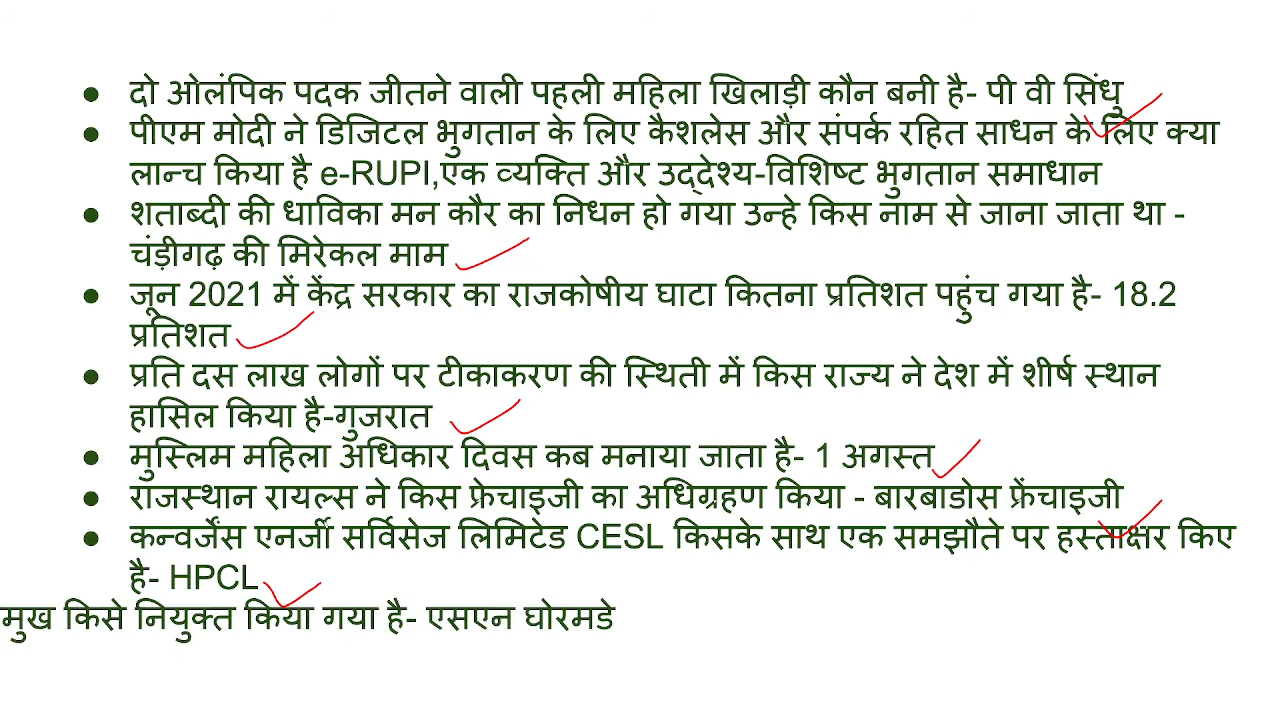 ● दो ओलंपिक पदक जीतने वाली पहली महिला खिलाड़ी कौन बनी है- पी वी सिंधु
● पीएम मोदी ने डिजिटल भुगतान के लिए कैशलेस और संपर्क रहित साधन के लिए क्या
लान्च किया है e-RUPI,एक व्यक्ति और उद्देश्य-विशिष्ट भुगतान समाधान
● शताब्दी की धाविका मन कौर का निधन हो गया उन्हे किस नाम से जाना जाता था -
चंड़ीगढ़ की मिरेकल माम
● जून 2021 में केंद्र सरकार का राजकोषीय घाटा कितना प्रतिशत पहुंच गया है- 18.2
प्रतिशत
● प्रति दस लाख लोगों पर टीकाकरण की स्थिती में किस राज्य ने देश में शीर्ष स्थान
हासिल किया है-गुजरात
● मुस्लिम महिला अधिकार दिवस कब मनाया जाता है- 1 अगस्त
● राजस्थान रायल्स ने किस फ्रेचाइजी का अधिग्रहण किया - बारबाडोस फ्रेंचाइजी
● कन्वर्जेंस एनर्जी सर्विसेज लिमिटेड CESL किसके साथ एक समझौते पर हस्ताक्षर किए
है- HPCL
मुख किसे नियुक्त किया गया है- एसएन घोरमडे